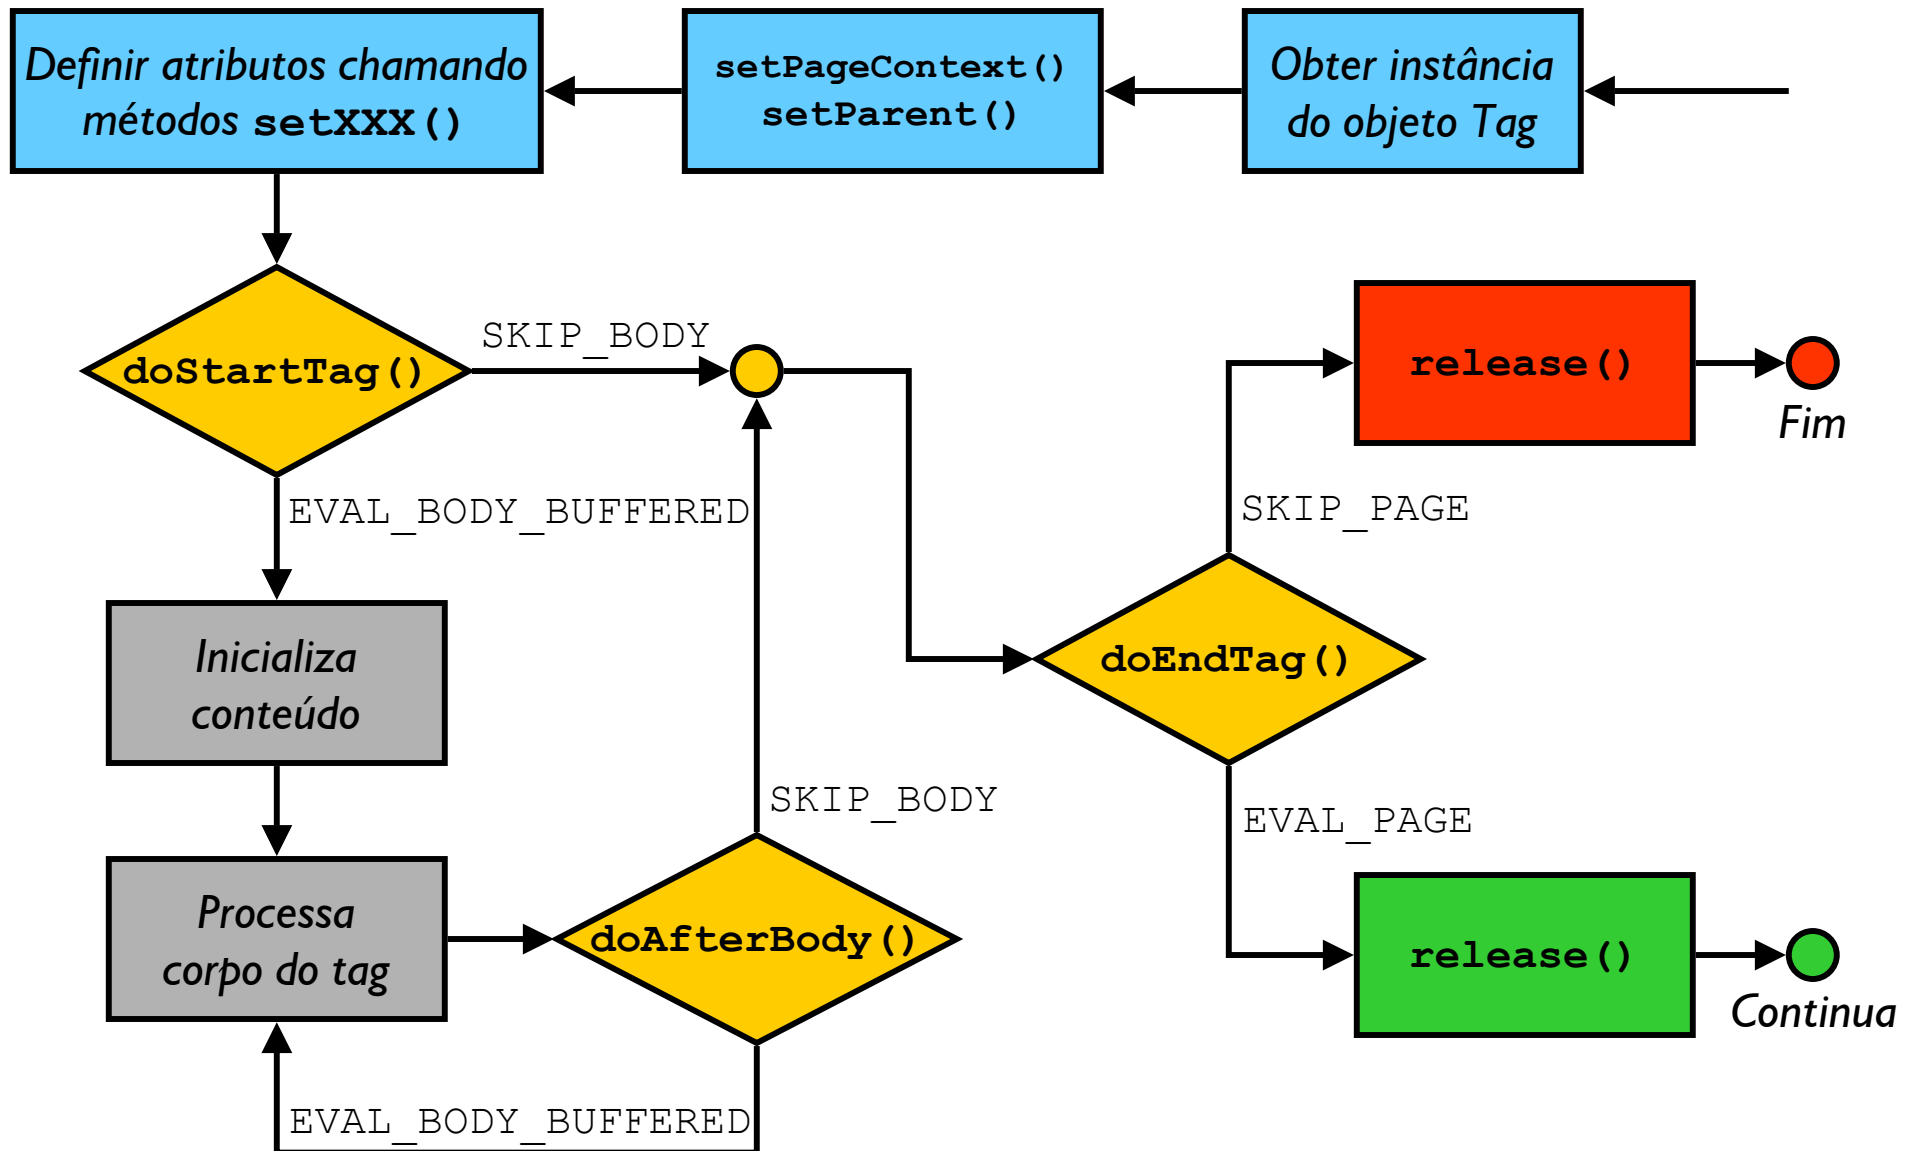 Definir atributos chamando
métodos setXXX()
setPageContext()
setParent()
Obter instância
do objeto Tag
doStartTag()
SKIP_BODY
EVAL_BODY_BUFFERED
Inicializa
conteúdo
Processa
corpo do tag
doAfterBody()
SKIP_BODY
EVAL_BODY_BUFFERED
doEndTag()
SKIP_PAGE
release()
Fim
EVAL_PAGE
release()
Continua